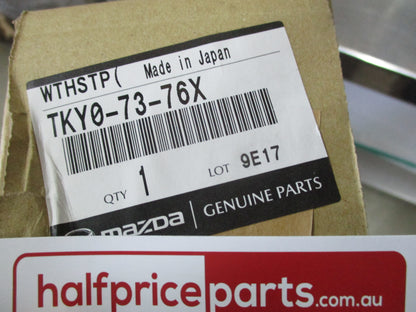 WTHSTP( Made in Japan
TKY0-73-76X
QTY 1 LOT 9E17
mazda GENUINE PARTS
halfpriceparts.com.au